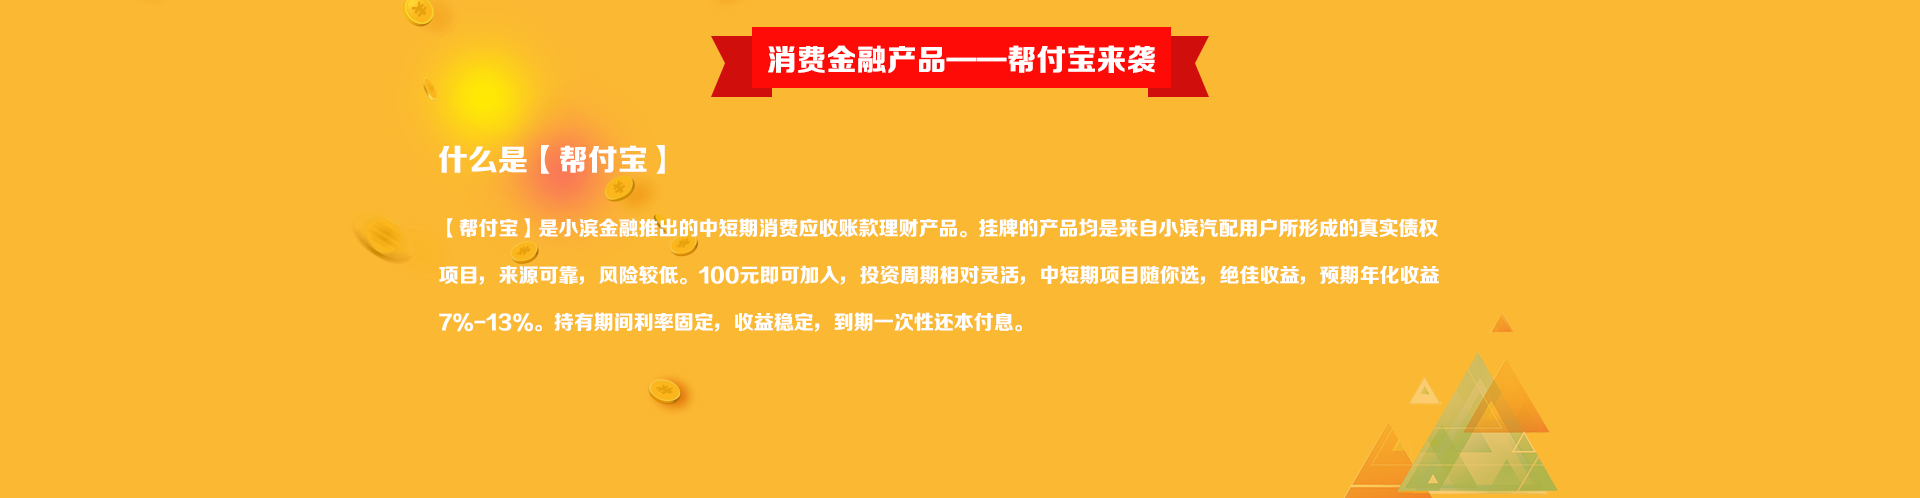 消费金融产品——帮付宝来袭
什么是【帮付宝】
【帮付宝】是小滨金融推出的中短期消费应收账款理财产品。挂牌的产品均是来自小滨汽配用户所形成的真实债权
项目，来源可靠，风险较低。100元即可加入，投资周期相对灵活，中短期项目随你选，绝佳收益，预期年化收益
7%-13%。持有期间利率固定，收益稳定，到期一次性还本付息。